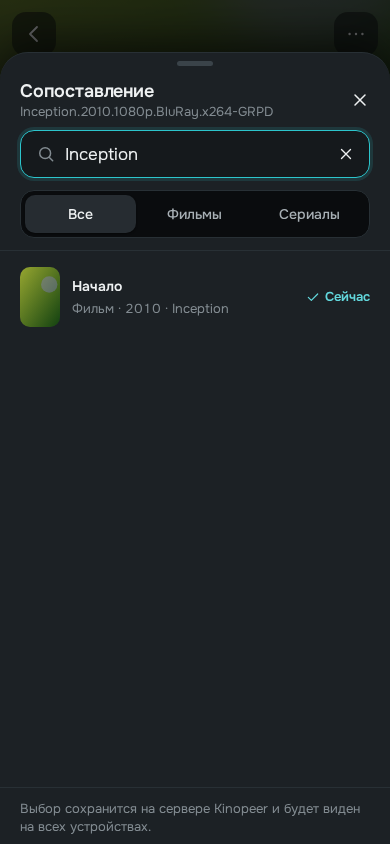 Сопоставление
Inception.2010.1080p.BluRay.x264-GRPD
Inception
Все
Фильмы
Сериалы
Начало
Фильм · 2010 · Inception
Сейчас
Выбор сохранится на сервере Kinopeer и будет виден
на всех устройствах.